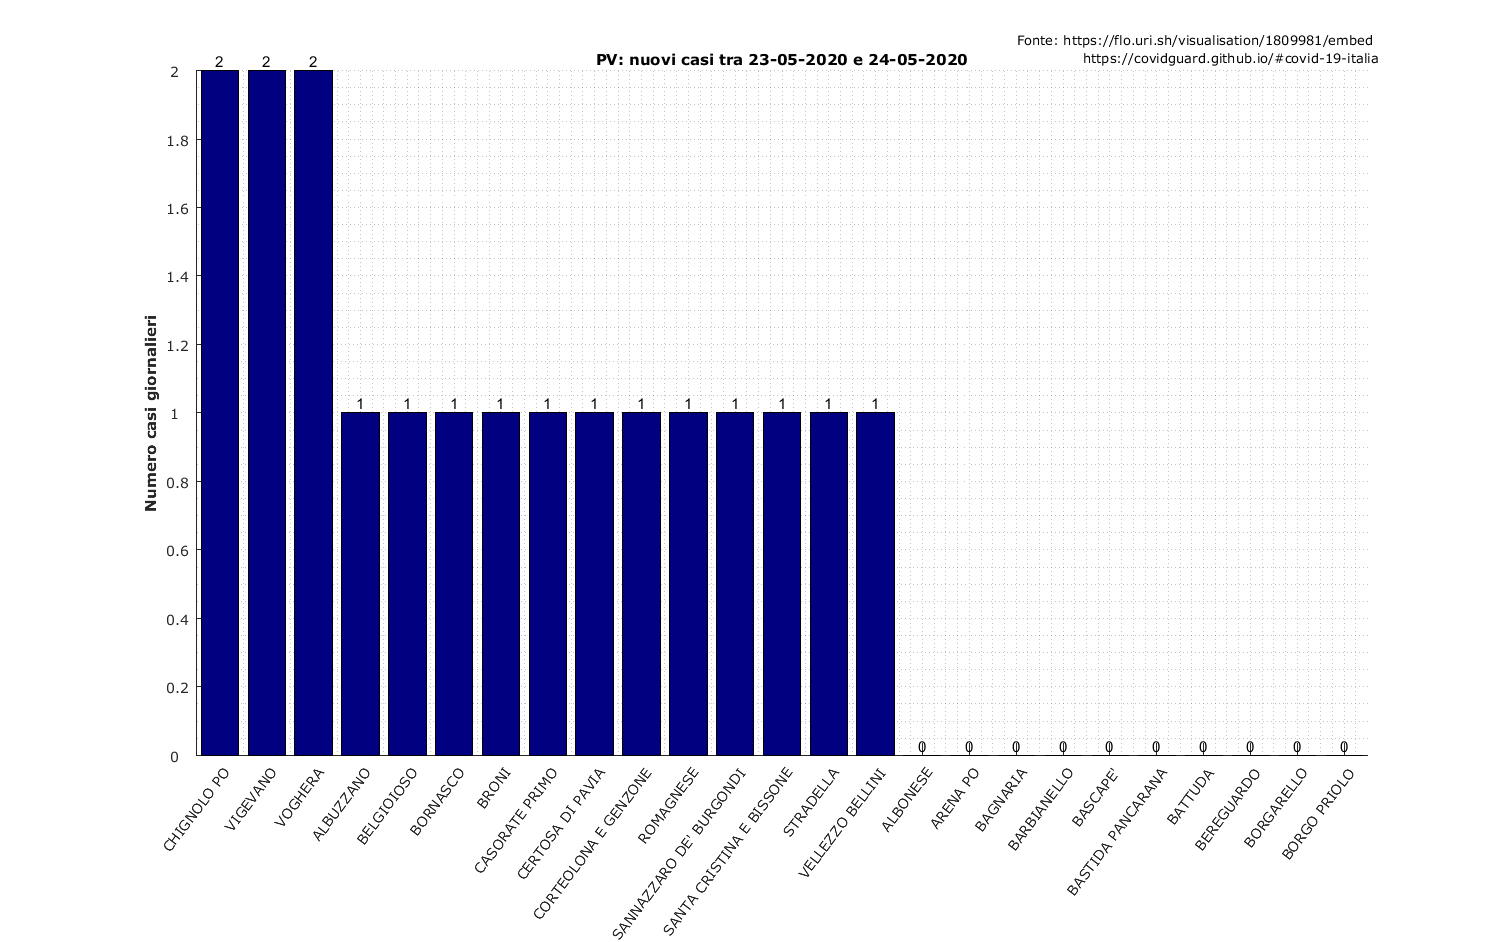 Fonte: https://flo.uri.sh/visualisation/1809981/embed
https://covidguard.github.io/#covid-19-italia
PV: nuovi casi tra 23-05-2020 e 24-05-2020
Numero casi giornalieri
2
1.8
1.6
1.4
1.2
1
0.8
0.6
0.4
0.2
0
2 2 2 1 1 1 1 1 1 1 1 1 1 1 1 0 0 0 0 0 0 0 0 0 0
CHIGNOLO PO
VIGEVANO
VOGHERA
ALBUZZANO
BELGIOIOSO
BORNASCO
BRONI
CASORATE PRIMO
CERTOSA DI PAVIA
CORTEOLONA E GENZONE
ROMAGNESE
SANNAZZARO DE' BURGONDI
SANTA CRISTINA E BISSONE
STRADELLA
VELLEZZO BELLINI
ALBONESE
ARENA PO
BAGNARIA
BARBIANELLO
BASCAPE'
BASTIDA PANCARANA
BATTUDA
BEREGUARDO
BORGARELLO
BORGO PRIOLO